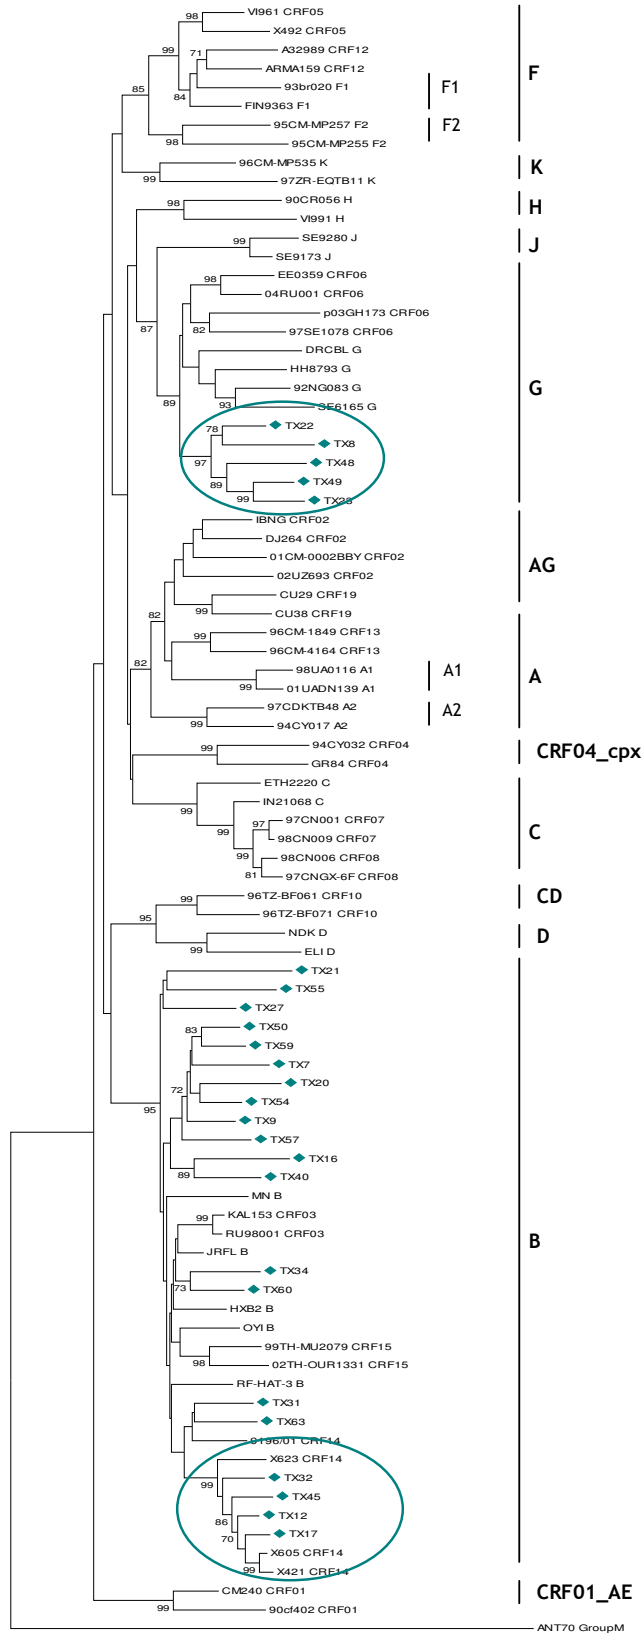 VI961 CRF05
98
X492 CRF05
99
A32989 CRF12
71
ARMA159 CRF12
F
85
93br020 F1
F1
84
FIN9363 F1
95CM-MP257 F2
F2
98
95CM-MP255 F2
96CM-MP535 K
K
99
97ZR-EQTB11 K
90CR056 H
98
H
VI991 H
SE9280 J
99
J
SE9173 J
EE0359 CRF06
98
04RU001 CRF06
p03GH173 CRF06
87
82
97SE1078 CRF06
DRCBL G
HH8793 G
G
89
92NG083 G
93
SE6165 G
TX22
78
TX8
97
TX48
89
TX49
99
TX23
IBNG CRF02
DJ264 CRF02
01CM-0002BBY CRF02
AG
02UZ693 CRF02
CU29 CRF19
82
99
CU38 CRF19
96CM-1849 CRF13
99
96CM-4164 CRF13
82
98UA0116 A1
A1
A
99
01UADN139 A1
97CDKTB48 A2
A2
99
94CY017 A2
94CY032 CRF04
99
CRF04_cpx
GR84 CRF04
ETH2220 C
IN21068 C
99
97CN001 CRF07
97
99
98CN009 CRF07
C
99
98CN006 CRF08
81
97CNGX-6F CRF08
96TZ-BF061 CRF10
99
CD
95
96TZ-BF071 CRF10
NDK D
D
99
ELI D
TX21
TX55
TX27
TX50
83
TX59
TX7
72
TX20
95
TX54
TX9
TX57
TX16
89
TX40
MN B
KAL153 CRF03
99
RU98001 CRF03
B
JRFL B
TX34
73
TX60
HXB2 B
OYI B
99TH-MU2079 CRF15
98
02TH-OUR1331 CRF15
RF-HAT-3 B
TX31
TX63
0196/01 CRF14
X623 CRF14
99
TX32
TX45
86
TX12
70
TX17
X605 CRF14
99
X421 CRF14
CM240 CRF01
CRF01_AE
99
90cf402 CRF01
ANT70 GroupM